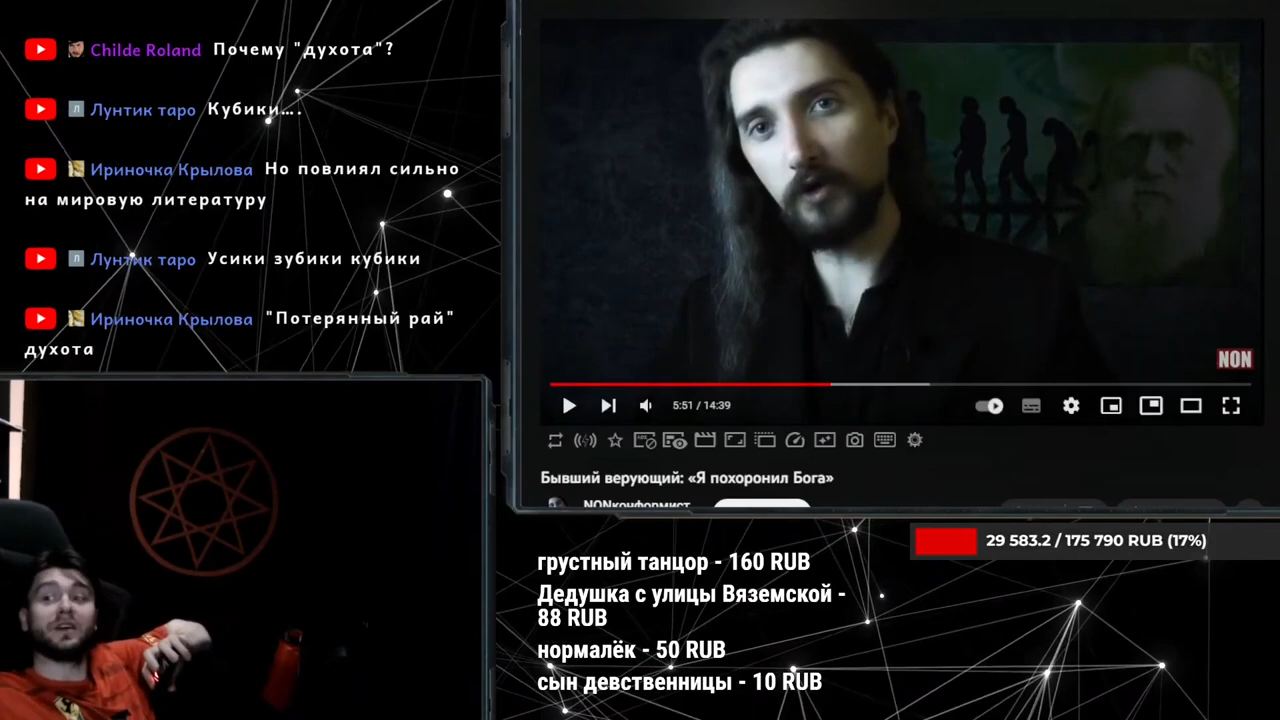 Childe Roland Почему "духота"?
Лунтик таро Кубики….
Ириночка Крылова Но повлиял сильно
на мировую литературу
Лунтик таро Усики зубики кубики
Ириночка Крылова "Потерянный рай"
духота
NON
5:51 / 14:39
Бывший верующий: «Я похоронил Бога»
NONконформист
29 583.2 / 175 790 RUB (17%)
грустный танцор - 160 RUB
Дедушка с улицы Вяземской -
88 RUB
нормалёк - 50 RUB
сын девственницы - 10 RUB